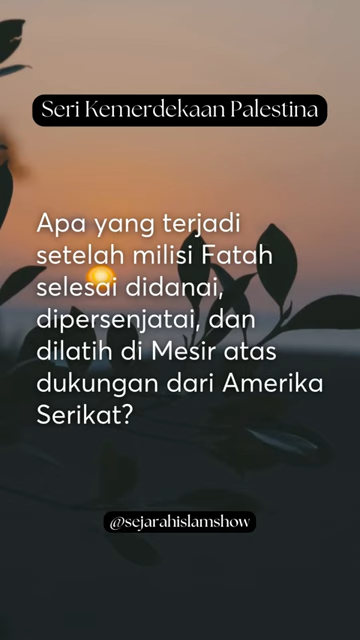 Seri Kemerdekaan Palestina
Apa yang terjadi
setelah milisi Fatah
selesai didanai,
dipersenjatai, dan
dilatih di Mesir atas
dukungan dari Amerika
Serikat?
@sejarahislamshow